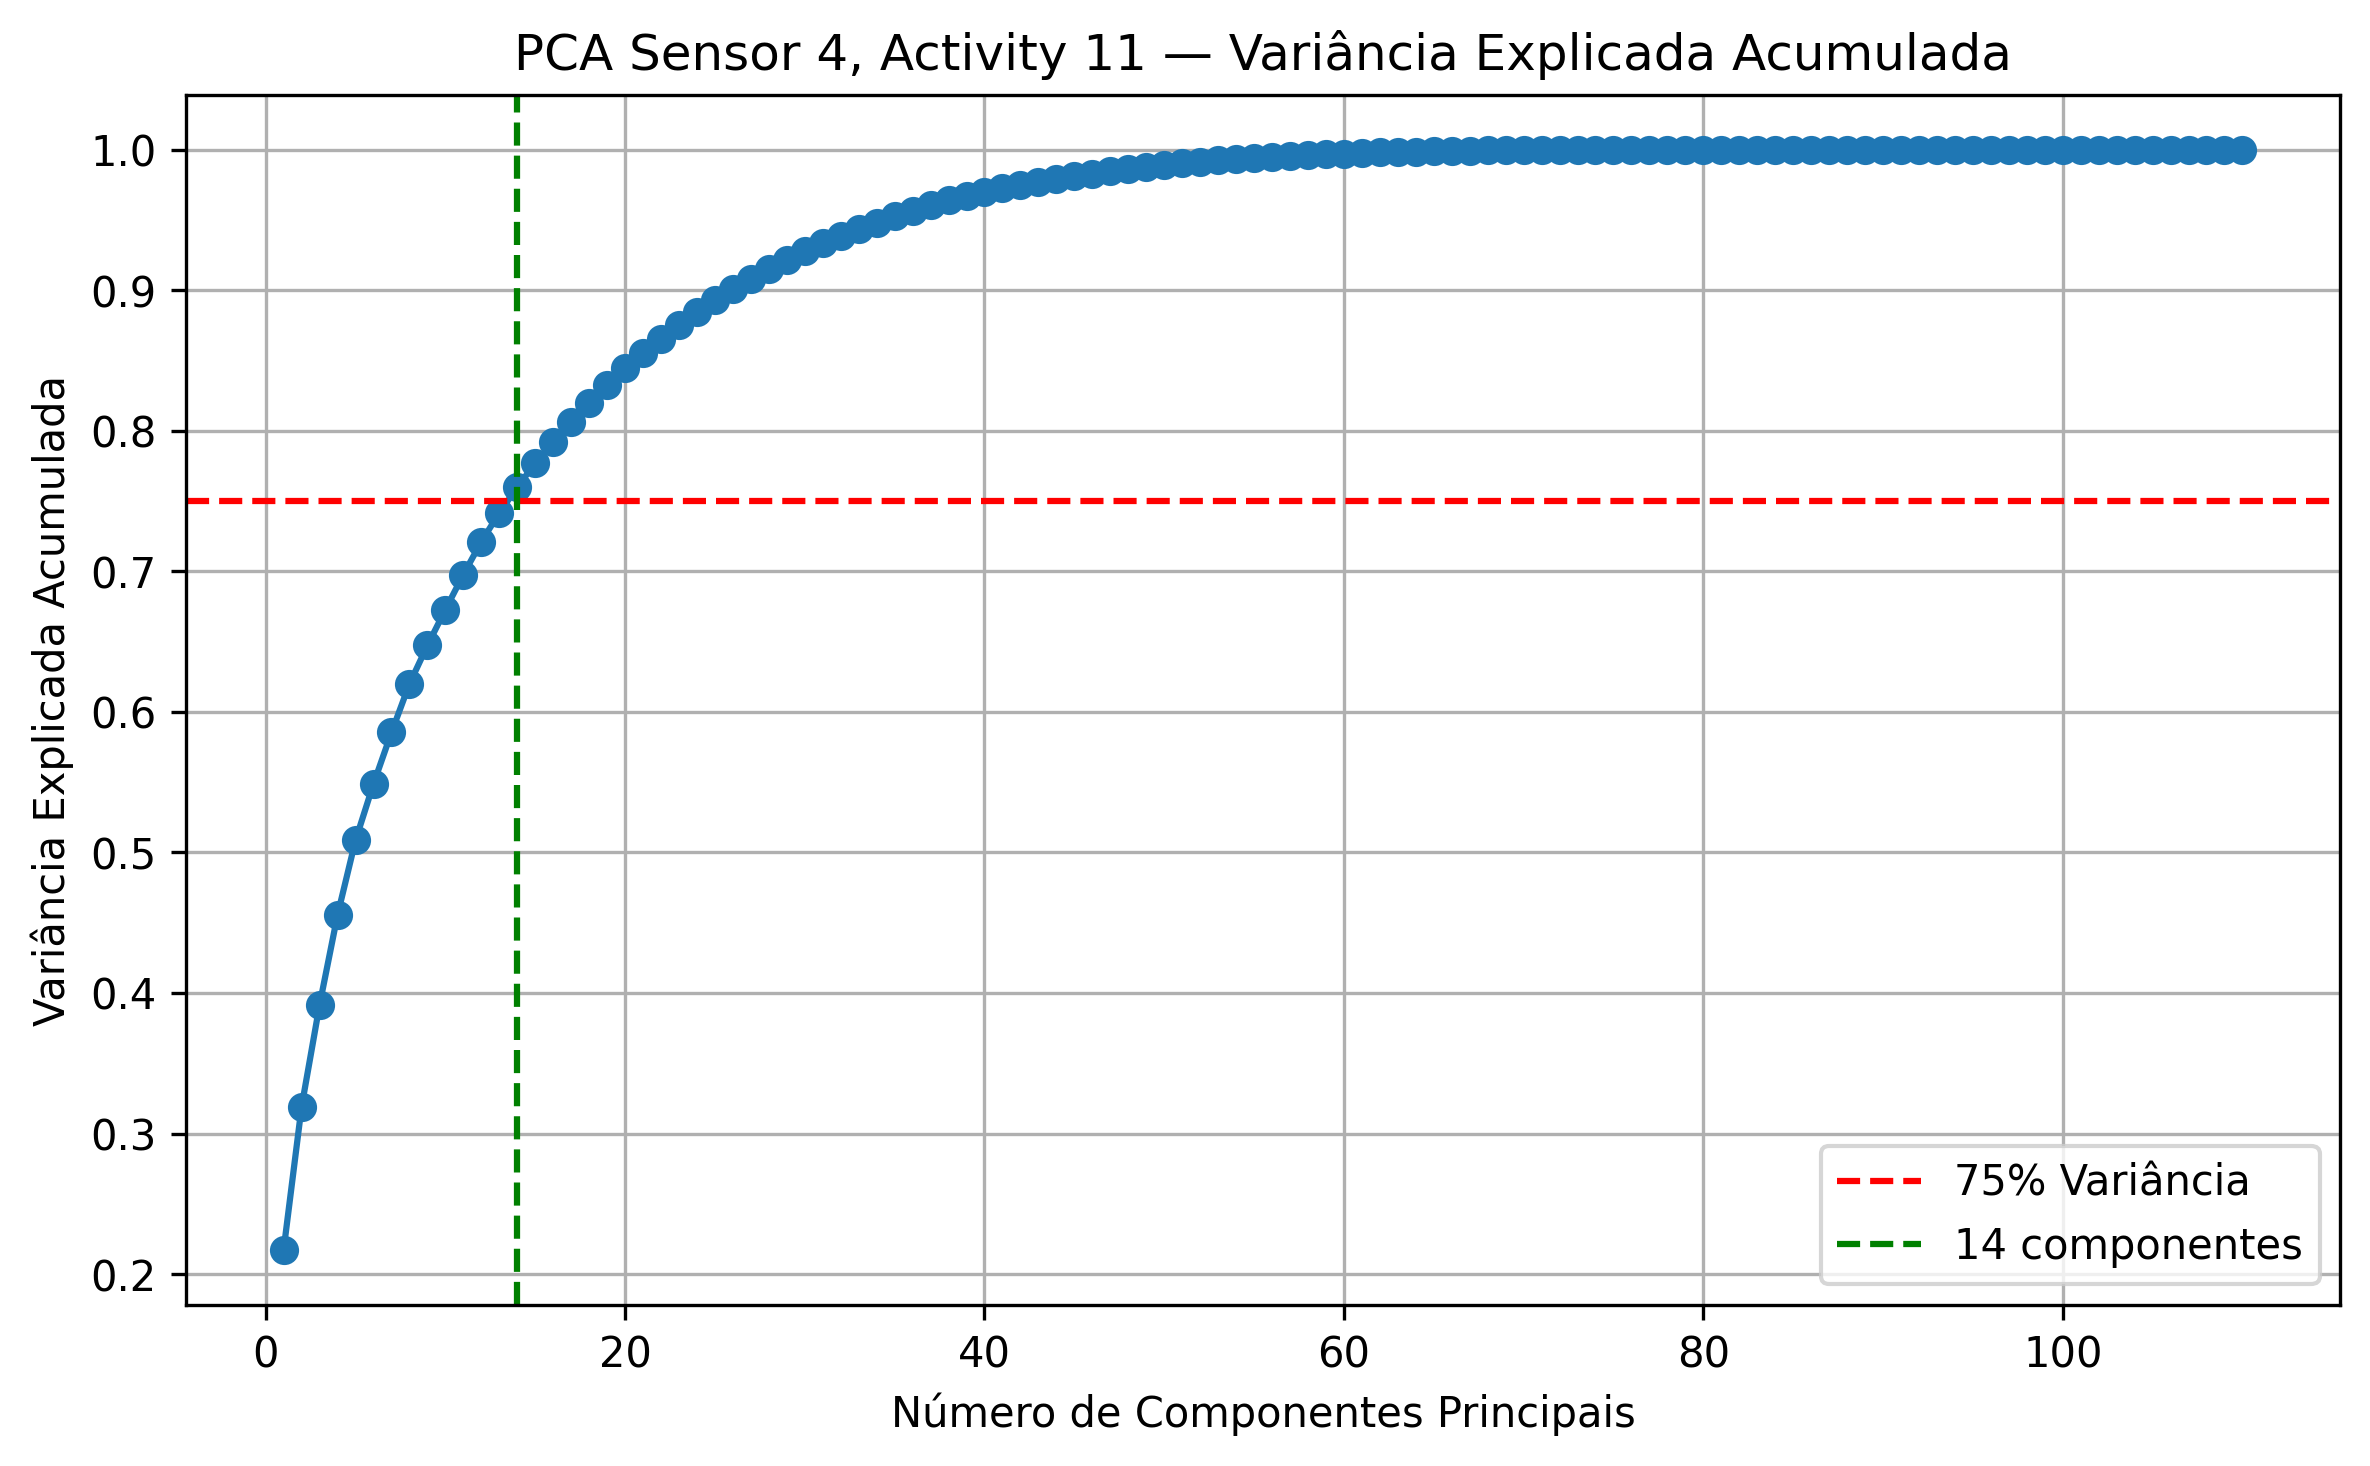 PCA Sensor 4, Activity 11 — Variância Explicada Acumulada
Variância Explicada Acumulada
1.0
0.9
0.8
0.7
0.6
0.5
0.4
0.3
0.2
75% Variância
14 componentes
0 20 40 60 80 100
Número de Componentes Principais